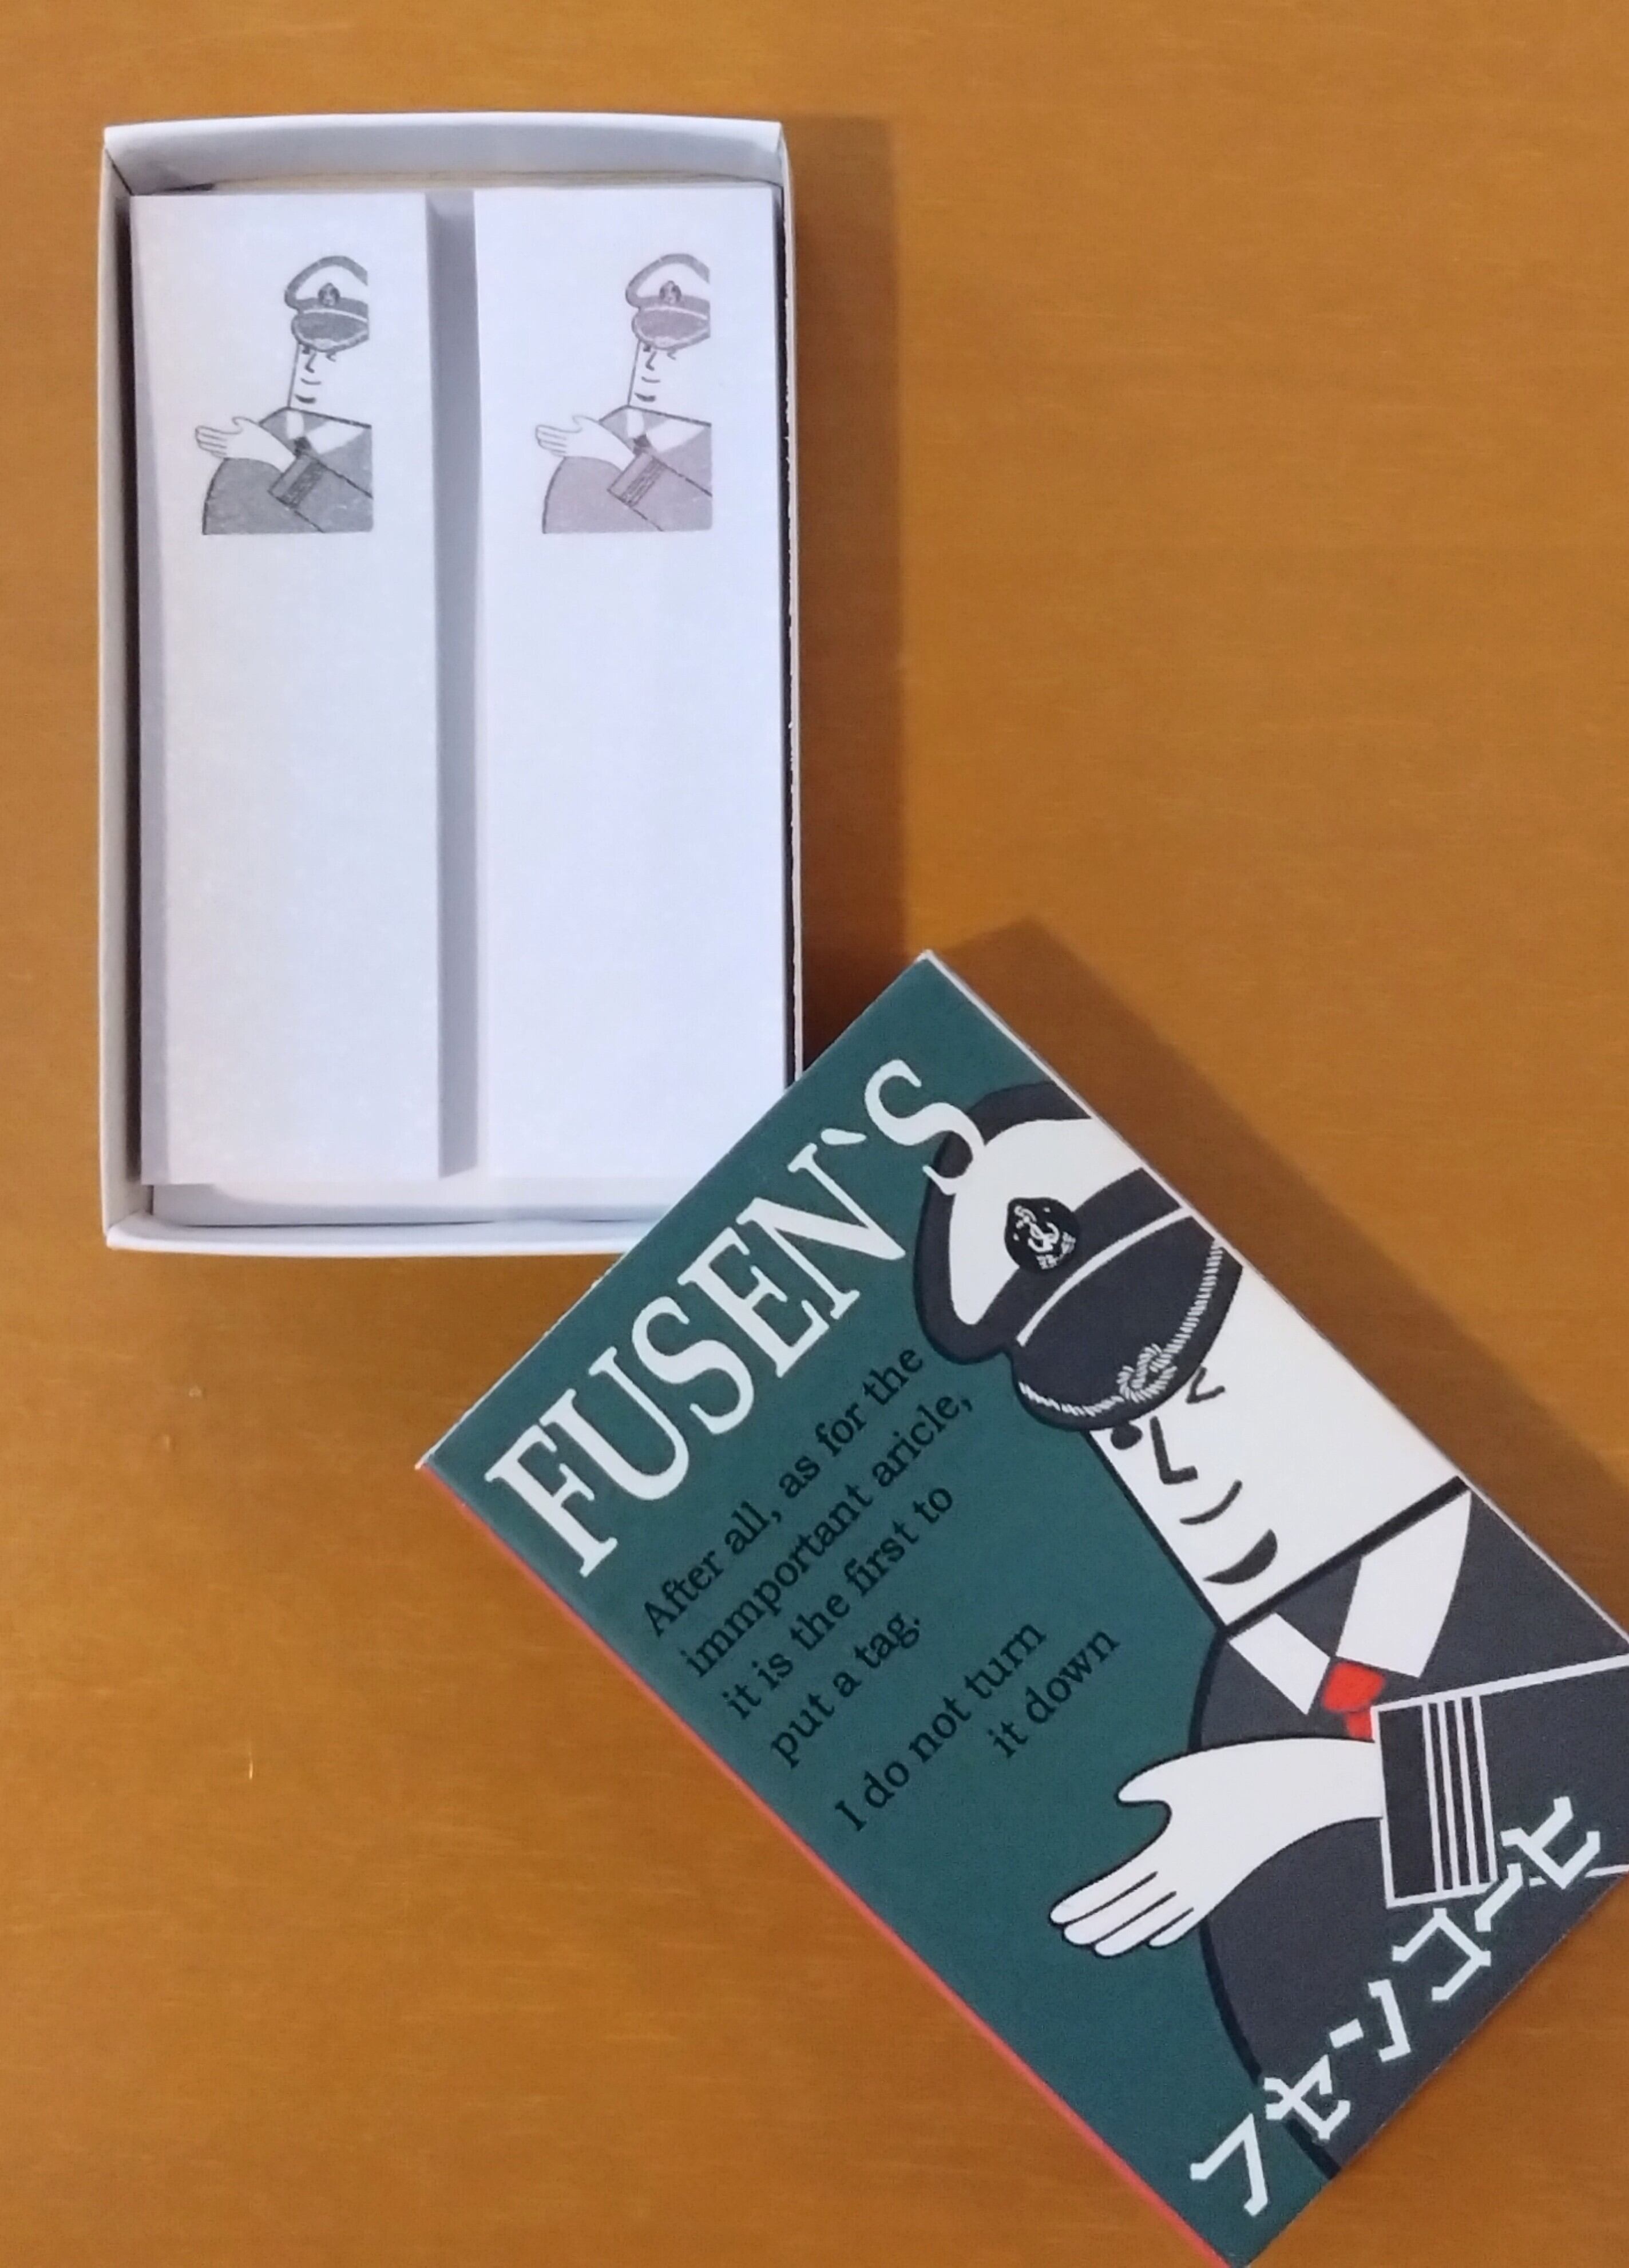 FUSEN`S
After all, as for the
immportant aricle,
it is the first to
put a tag.
I do not turn
it down
フセンコーヒ